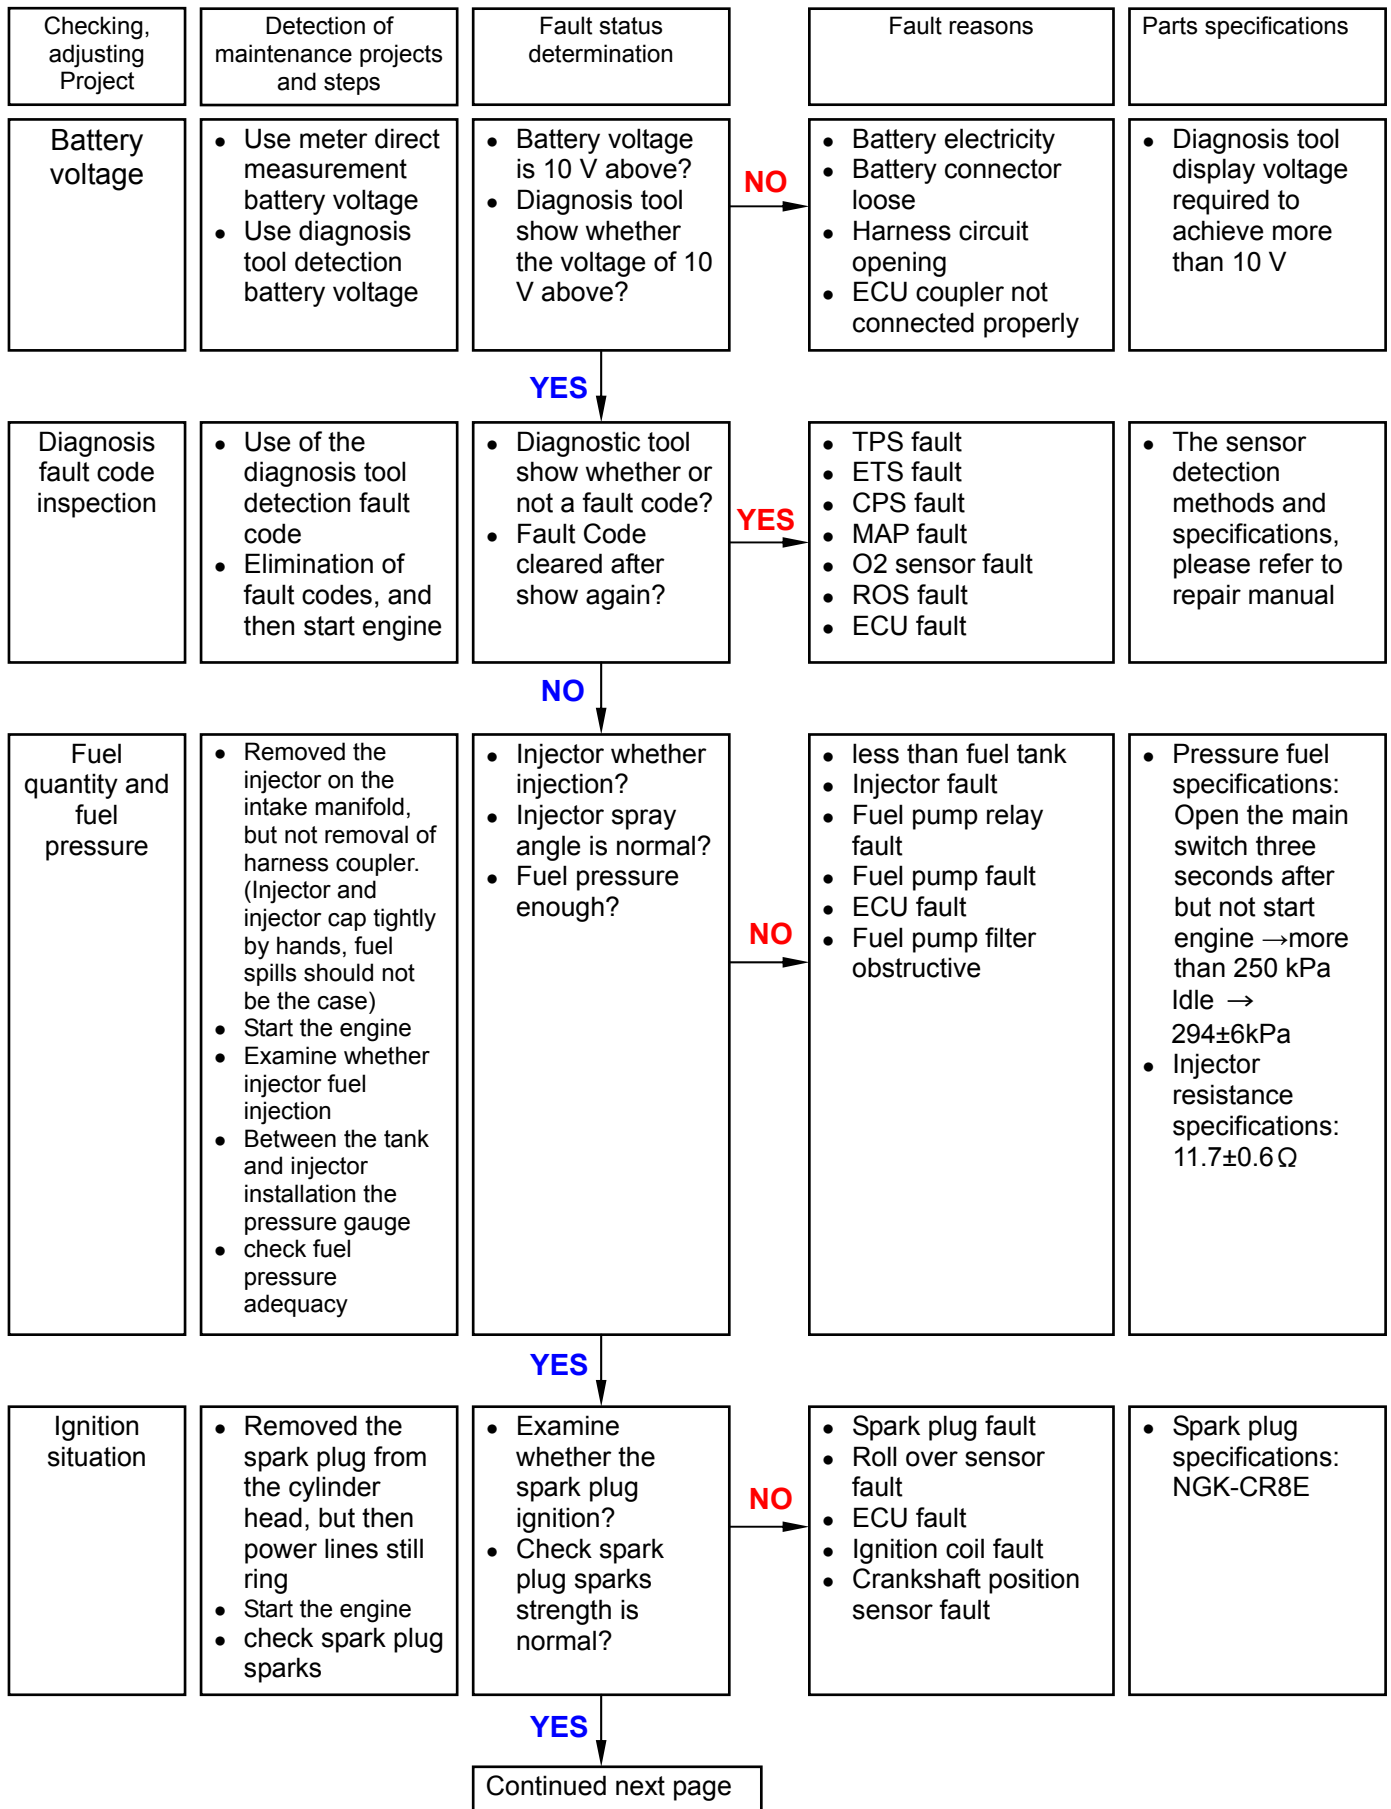 Checking,
adjusting
Project
Detection of
maintenance projects
and steps
Fault status
determination
Fault reasons
Parts specifications
Battery
voltage
● Use meter direct
measurement
battery voltage
● Use diagnosis
tool detection
battery voltage
● Battery voltage
is 10 V above?
● Diagnosis tool
show whether
the voltage of 10
V above?
NO
● Battery electricity
● Battery connector
loose
● Harness circuit
opening
● ECU coupler not
connected properly
● Diagnosis tool
display voltage
required to
achieve more
than 10 V
YES
Diagnosis
fault code
inspection
● Use of the
diagnosis tool
detection fault
code
● Elimination of
fault codes, and
then start engine
● Diagnostic tool
show whether or
not a fault code?
● Fault Code
cleared after
show again?
YES
● TPS fault
● ETS fault
● CPS fault
● MAP fault
● O2 sensor fault
● ROS fault
● ECU fault
● The sensor
detection
methods and
specifications,
please refer to
repair manual
NO
Fuel
quantity and
fuel
pressure
● Removed the
injector on the
intake manifold,
but not removal of
harness coupler.
(Injector and
injector cap tightly
by hands, fuel
spills should not
be the case)
● Start the engine
● Examine whether
injector fuel
injection
● Between the tank
and injector
installation the
pressure gauge
● check fuel
pressure
adequacy
● Injector whether
injection?
● Injector spray
angle is normal?
● Fuel pressure
enough?
NO
● less than fuel tank
● Injector fault
● Fuel pump relay
fault
● Fuel pump fault
● ECU fault
● Fuel pump filter
obstructive
● Pressure fuel
specifications:
Open the main
switch three
seconds after
but not start
engine →more
than 250 kPa
Idle →
294±6kPa
● Injector
resistance
specifications:
11.7±0.6Ω
YES
Ignition
situation
● Removed the
spark plug from
the cylinder
head, but then
power lines still
ring
● Start the engine
● check spark plug
sparks
● Examine
whether the
spark plug
ignition?
● Check spark
plug sparks
strength is
normal?
NO
● Spark plug fault
● Roll over sensor
fault
● ECU fault
● Ignition coil fault
● Crankshaft position
sensor fault
● Spark plug
specifications:
NGK-CR8E
YES
Continued next page